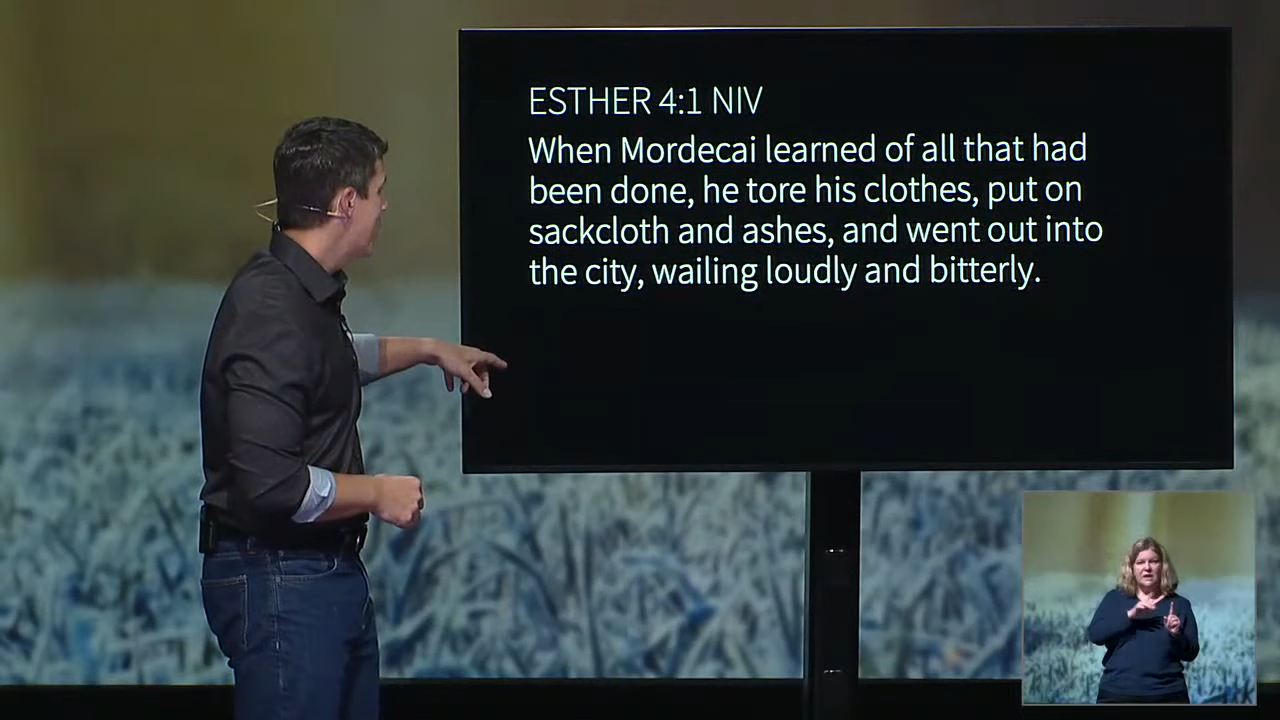 ESTHER 4:1 NIV
When Mordecai learned of all that had
been done, he tore his clothes, put on
sackcloth and ashes, and went out into
the city, wailing loudly and bitterly.